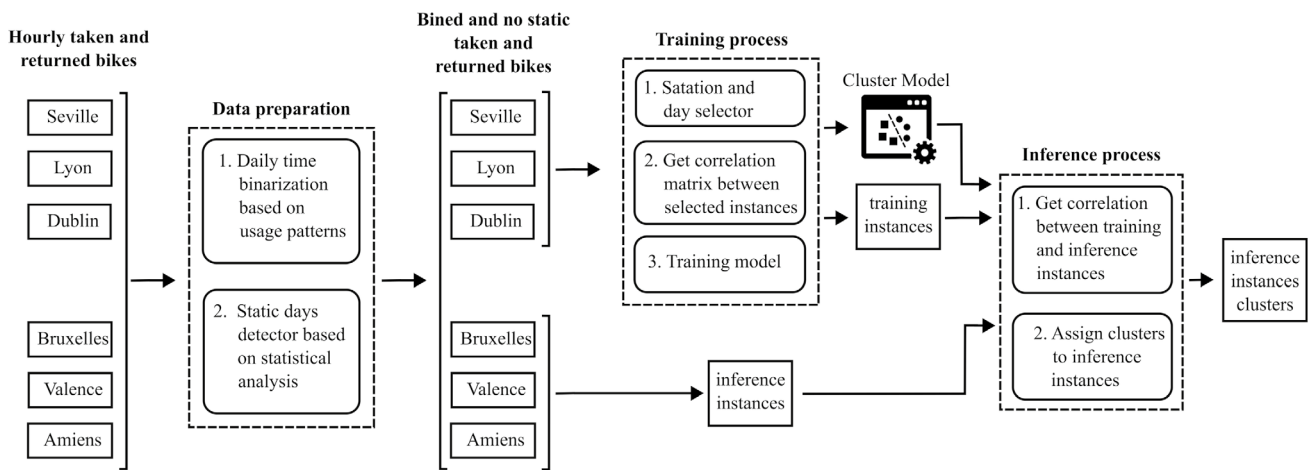 Hourly taken and
returned bikes
Seville
Lyon
Dublin
Bruxelles
Valence
Amiens
Data preparation
1. Daily time
binarization
based on
usage patterns
2. Static days
detector based
on statistical
analysis
Bined and no static
taken and
returned bikes
Seville
Lyon
Dublin
Bruxelles
Valence
Amiens
Training process
1. Satation and
day selector
2. Get correlation
matrix between
selected instances
3. Training model
Cluster Model
training
instances
inference
instances
Inference process
1. Get correlation
between training
and inference
instances
2. Assign clusters
to inference
instances
inference
instances
clusters